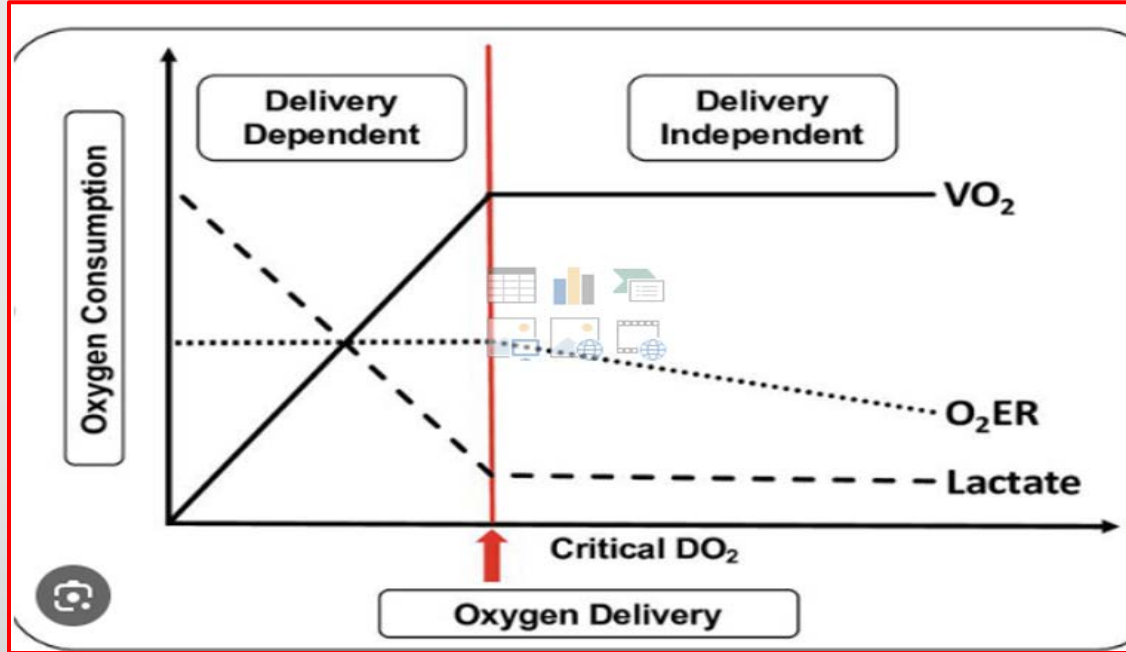 Delivery
Dependent
Delivery
Independent
Oxygen Consumption
VO₂
O₂ER
Lactate
Critical DO₂
Oxygen Delivery